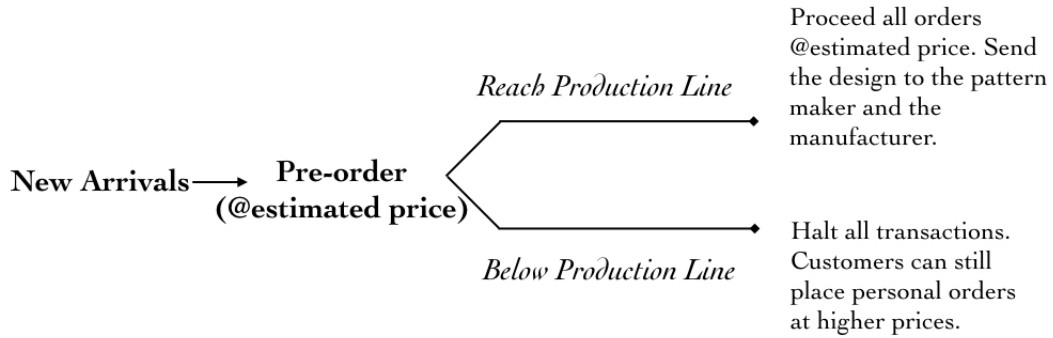 New Arrivals
Pre-order
(@estimated price)
Reach Production Line
Proceed all orders
@estimated price. Send
the design to the pattern
maker and the
manufacturer.
Below Production Line
Halt all transactions.
Customers can still
place personal orders
at higher prices.